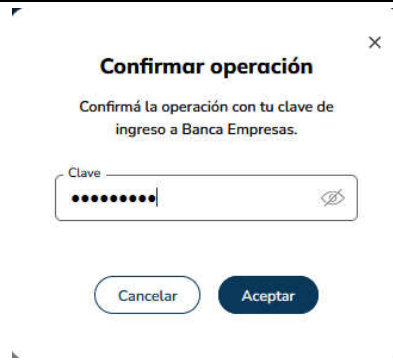 Confirmar operación
Confirmá la operación con tu clave de
ingreso a Banca Empresas.
Clave
•••••••••
Cancelar
Aceptar